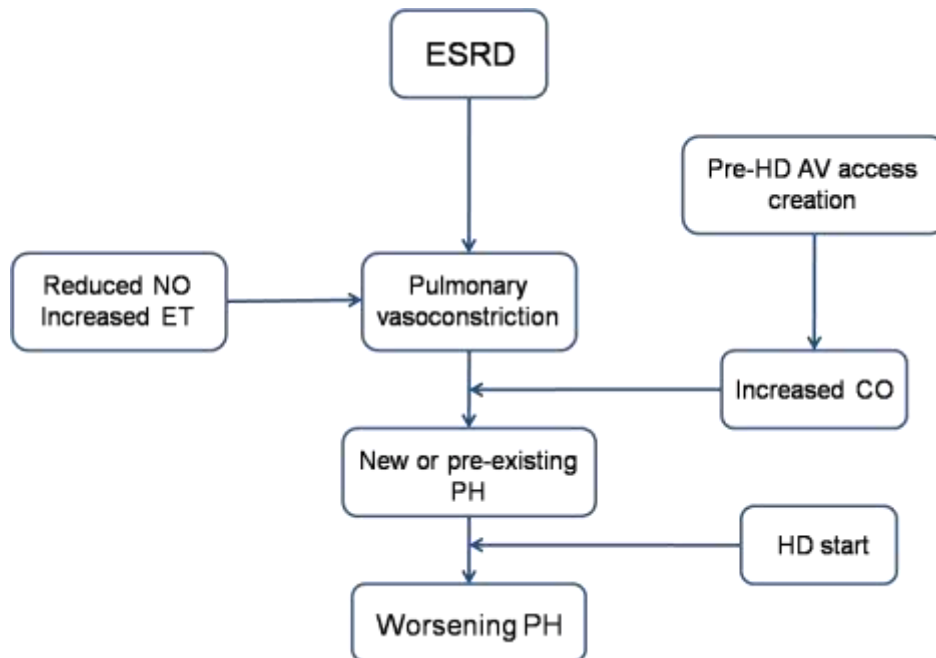 ESRD
Pre-HD AV access
creation
Reduced NO
Increased ET
Pulmonary
vasoconstriction
Increased CO
New or pre-existing
PH
HD start
Worsening PH